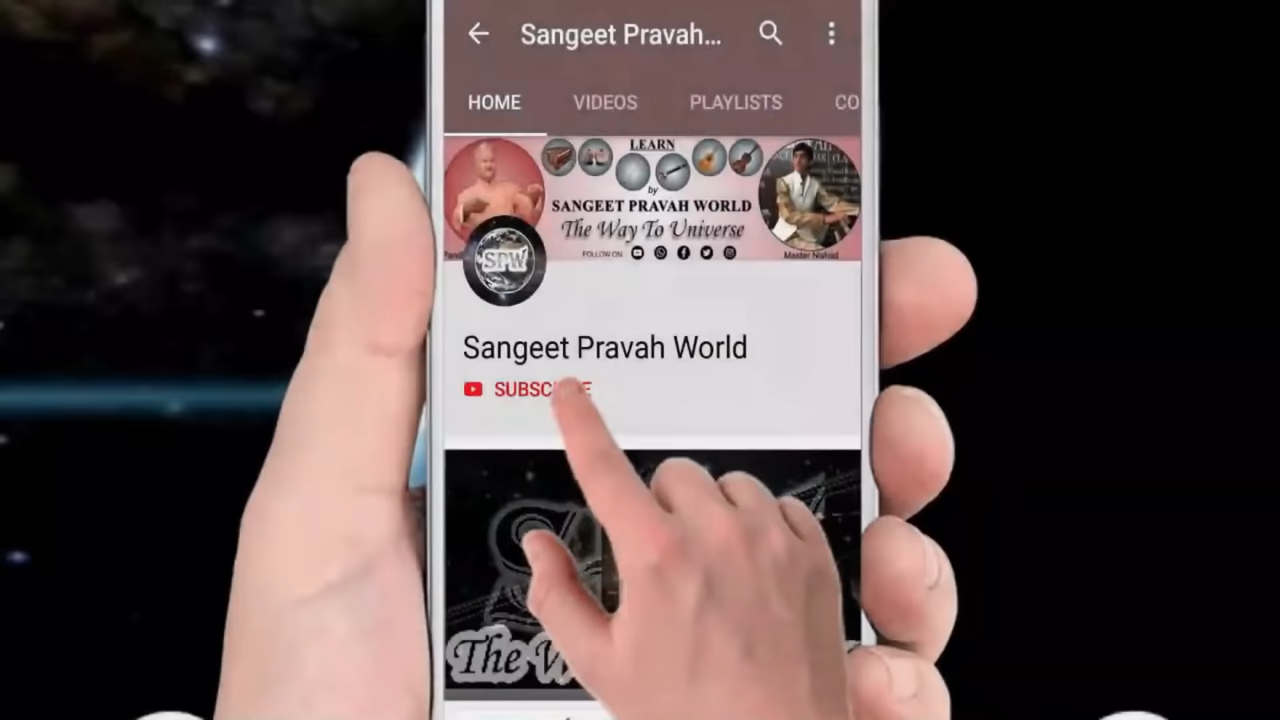 Sangeet Pravah...
HOME VIDEOS PLAYLISTS CO
LEARN
by
SANGEET PRAVAH WORLD
The Way To Universe
FOLLOW ON
Master Nishad
SPW
Sangeet Pravah World
SUBSC E
The W